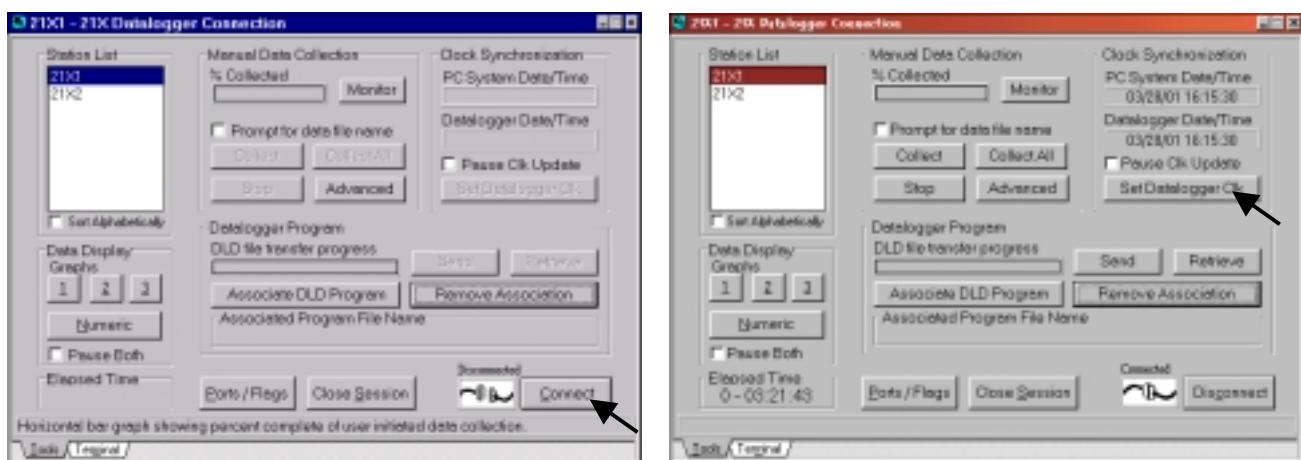 21X1 - 21X Datalogger Connection
Station List
21X1
21X2
Sort Alphabetically
Manual Data Collection
% Collected
Monitor
Prompt for data file name
Collect
Collect All
Stop
Advanced
Clock Synchronization
PC System Date/Time
Datalogger Date/Time
Pause Clk Update
Set Datalogger Clk
Data Display
Graphs
1 2 3
Numeric
Pause Both
Elapsed Time
Datalogger Program
DLD file transfer progress
Send
Retrieve
Associate DLD Program
Remove Association
Associated Program File Name
Ports / Flags
Close Session
Disconnected
Connect
Horizontal bar graph showing percent complete of user initiated data collection.
Tools
Terminal
21X1 - 21X Datalogger Connection
Station List
21X1
21X2
Sort Alphabetically
Manual Data Collection
% Collected
Monitor
Prompt for data file name
Collect
Collect All
Stop
Advanced
Clock Synchronization
PC System Date/Time
03/28/01 16:15:30
Datalogger Date/Time
03/28/01 16:15:30
Pause Clk Update
Set Datalogger Clk
Data Display
Graphs
1 2 3
Numeric
Pause Both
Elapsed Time
0 - 03:21:43
Datalogger Program
DLD file transfer progress
Send
Retrieve
Associate DLD Program
Remove Association
Associated Program File Name
Ports / Flags
Close Session
Connected
Disconnect
Tools
Terminal